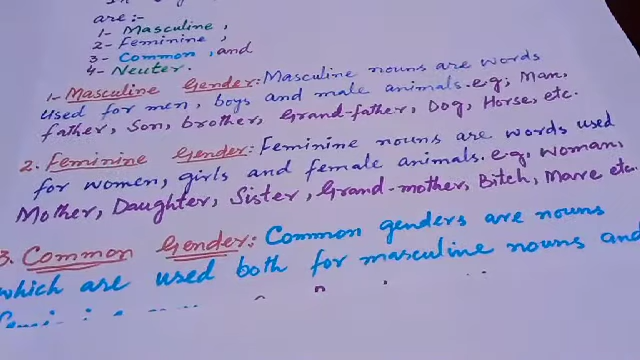 are:-
1- Masculine,
2- Feminine,
3- Common, and
4- Neuter.
1- Masculine Gender: Masculine nouns are words
used for men, boys and male animals. e.g; Man,
father, Son, brother, Grand-father, Dog, Horse, etc.
2. Feminine Gender: Feminine nouns are words used
for women, girls and female animals. e.g, Woman,
Mother, Daughter, Sister, Grand-mother, Bitch, Mare etc.
3. Common Gender: Common genders are nouns
which are used both for masculine nouns and